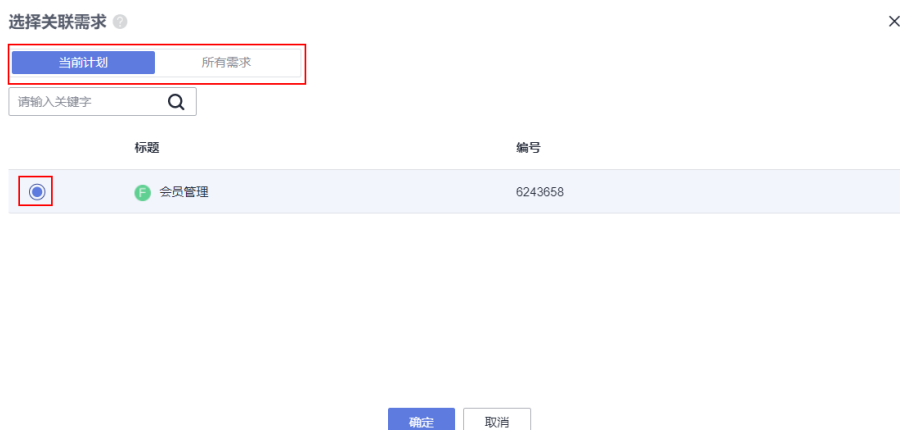 选择关联需求
当前计划 所有需求
请输入关键字
标题 编号
F 会员管理 6243658
确定 取消